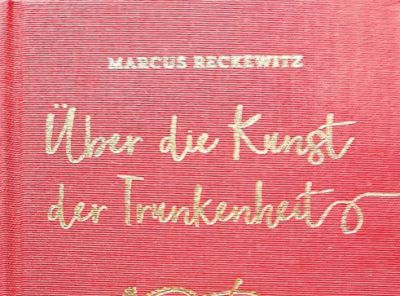 MARCUS RECKEWITZ
Über die Kunst
der Trunkenheit